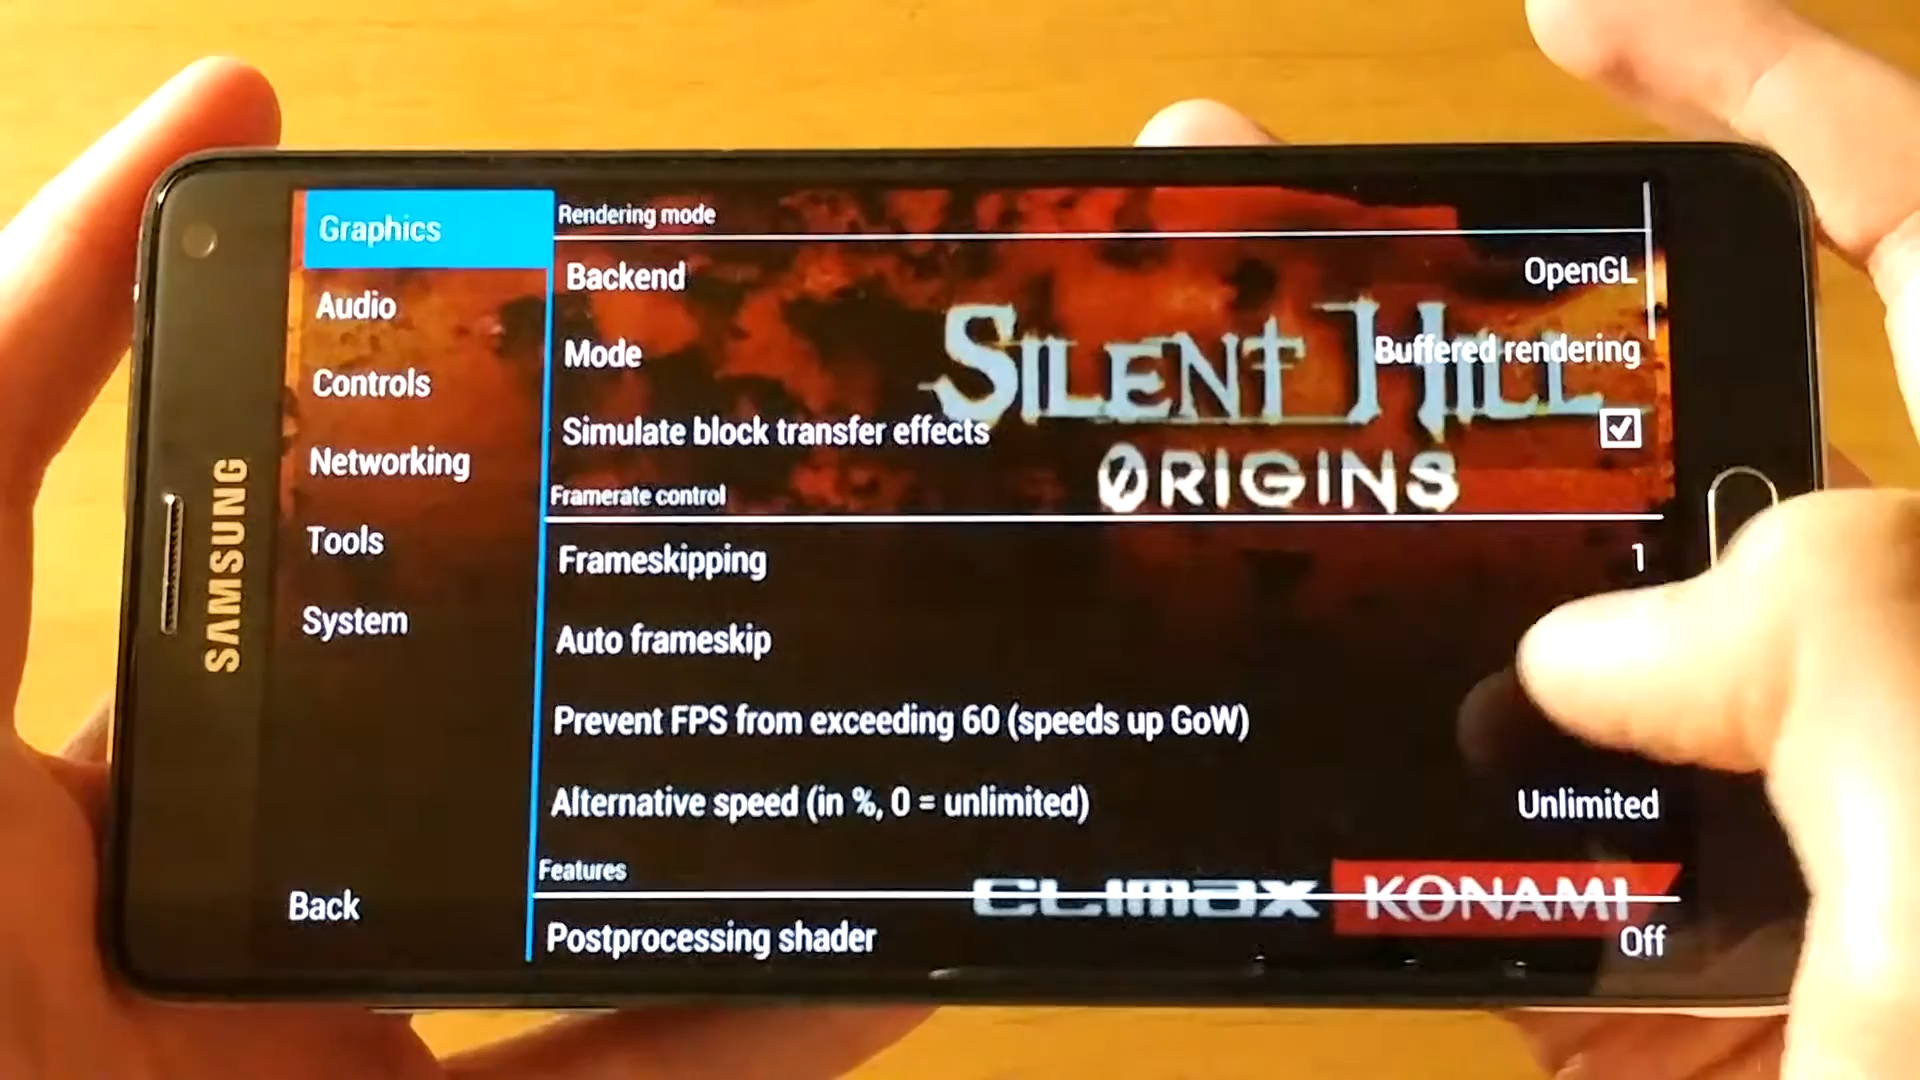 SAMSUNG
Graphics
Audio
Controls
Networking
Tools
System
Back
Rendering mode
Backend OpenGL
Mode Buffered rendering
Simulate block transfer effects
Framerate control
Frameskipping 1
Auto frameskip
Prevent FPS from exceeding 60 (speeds up GoW)
Alternative speed (in %, 0 = unlimited) Unlimited
Features
Postprocessing shader Off
SILENT HILL
ØRIGINS
CLIMAX KONAMI